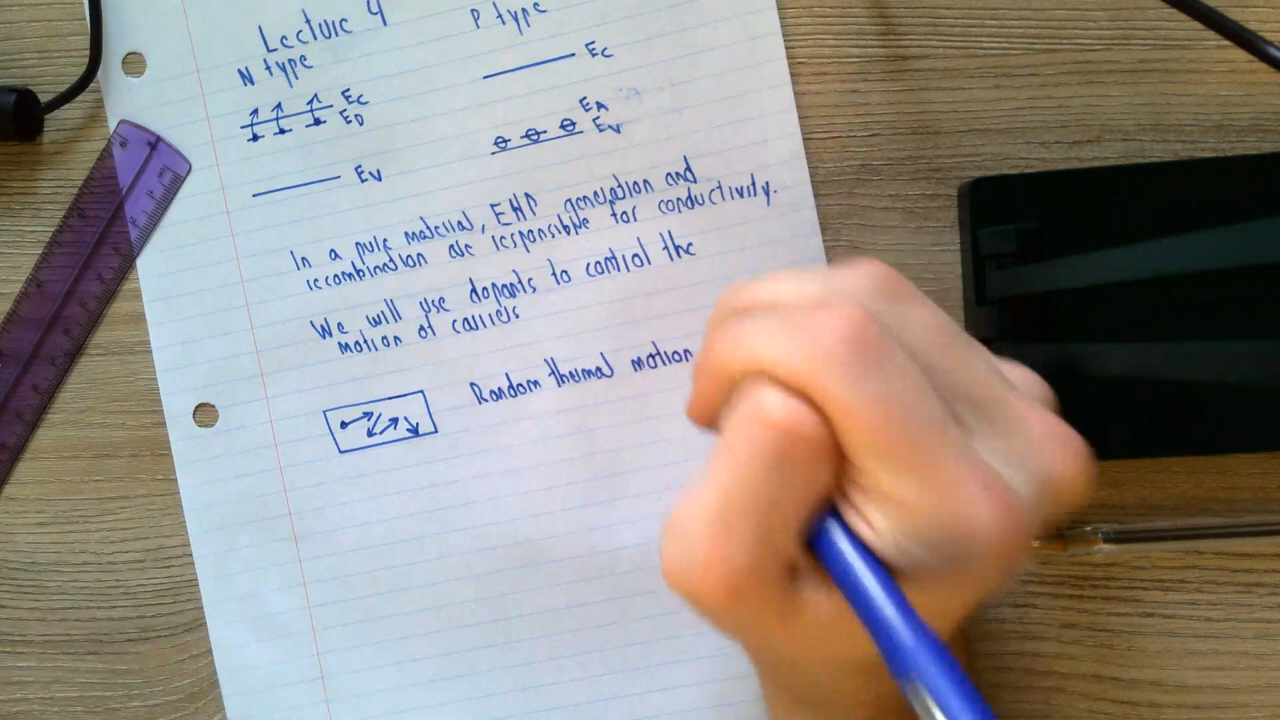 Lecture 4
P type
N type
Ec
Ec
ED
EA
Ev
Ev
In a pure material, EHP generation and
recombination are responsible for conductivity.
We will use dopants to control the
motion of carriers
Random thermal motion